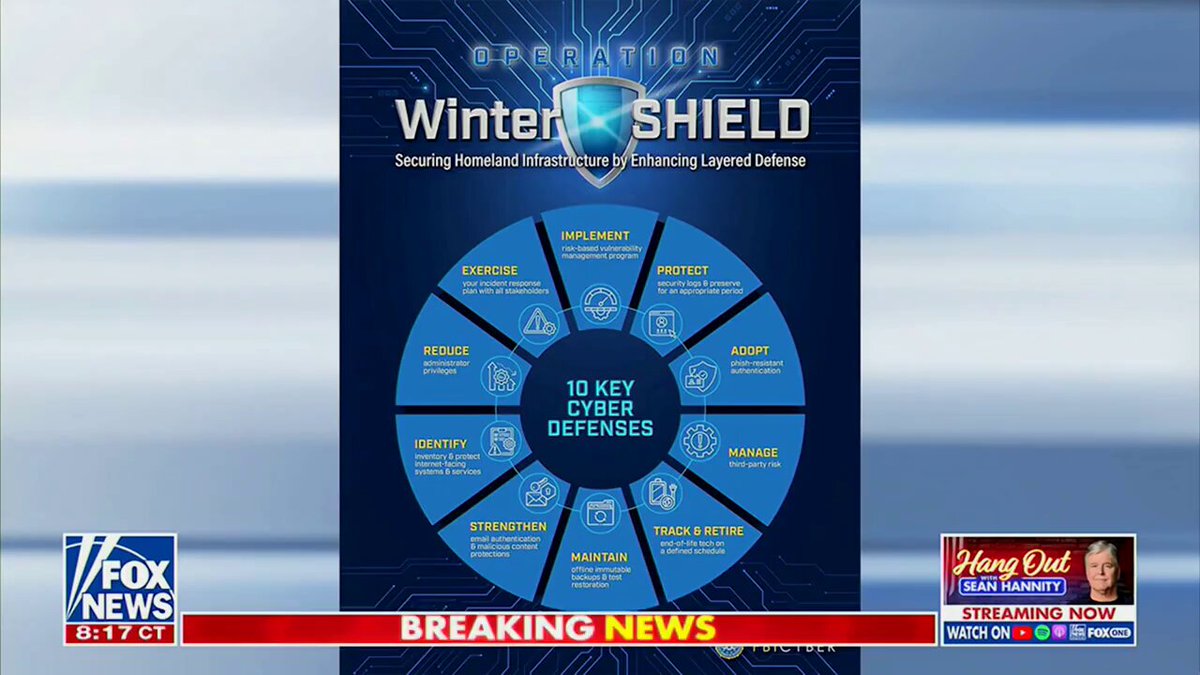 OPERATION
Winter SHIELD
Securing Homeland Infrastructure by Enhancing Layered Defense
IMPLEMENT
risk-based vulnerability
management program
PROTECT
security logs & preserve
for an appropriate period
ADOPT
phish-resistant
authentication
MANAGE
third-party risk
TRACK & RETIRE
end-of-life tech on
a defined schedule
MAINTAIN
offline immutable
backups & test
restoration
STRENGTHEN
email authentication
& malicious content
protections
IDENTIFY
inventory & protect
internet-facing
systems & services
REDUCE
administrator
privileges
EXERCISE
your incident response
plan with all stakeholders
10 KEY
CYBER
DEFENSES
FOX
NEWS
8:17 CT
BREAKING NEWS
Hang Out
WITH
SEAN HANNITY
STREAMING NOW
WATCH ON
FOX ONE